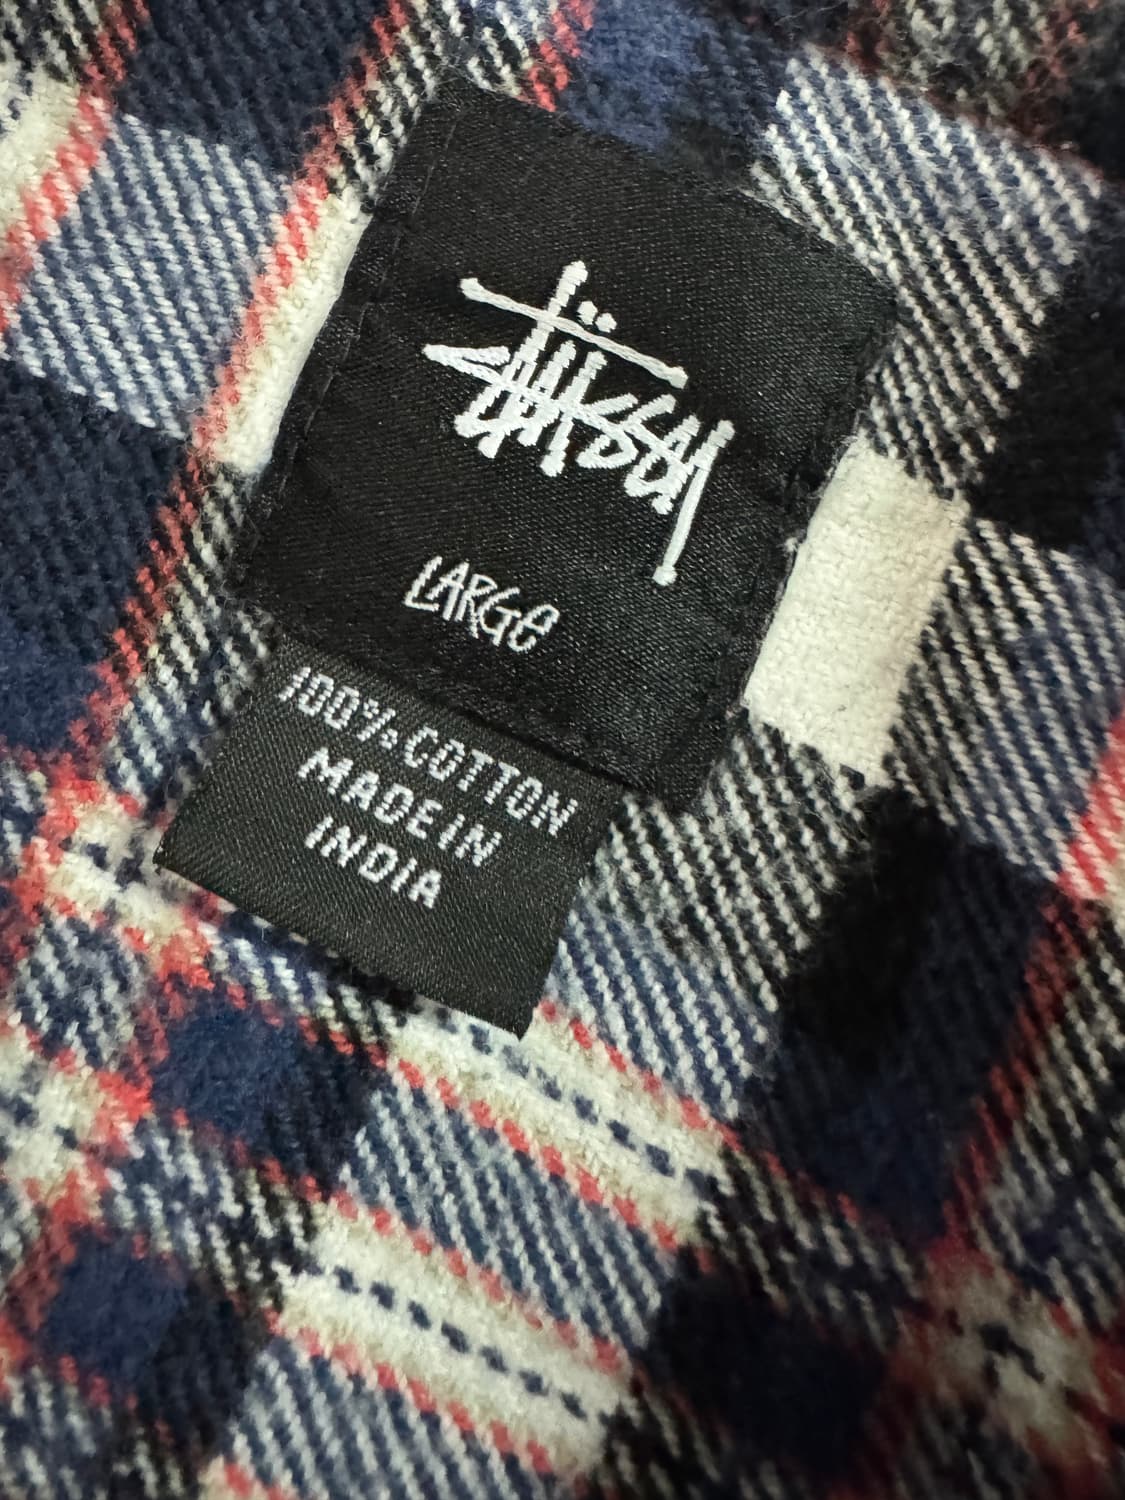 Stüssy
LARGe
100% COTTON
MADE IN
INDIA